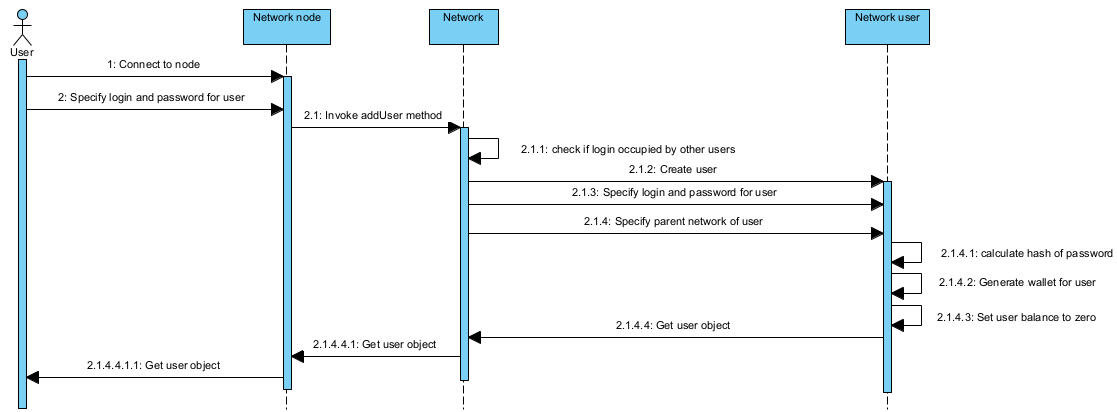 Network node
Network
Network user
User
1: Connect to node
2: Specify login and password for user
2.1: Invoke addUser method
2.1.1: check if login occupied by other users
2.1.2: Create user
2.1.3: Specify login and password for user
2.1.4: Specify parent network of user
2.1.4.1: calculate hash of password
2.1.4.2: Generate wallet for user
2.1.4.3: Set user balance to zero
2.1.4.4: Get user object
2.1.4.4.1: Get user object
2.1.4.4.1.1: Get user object